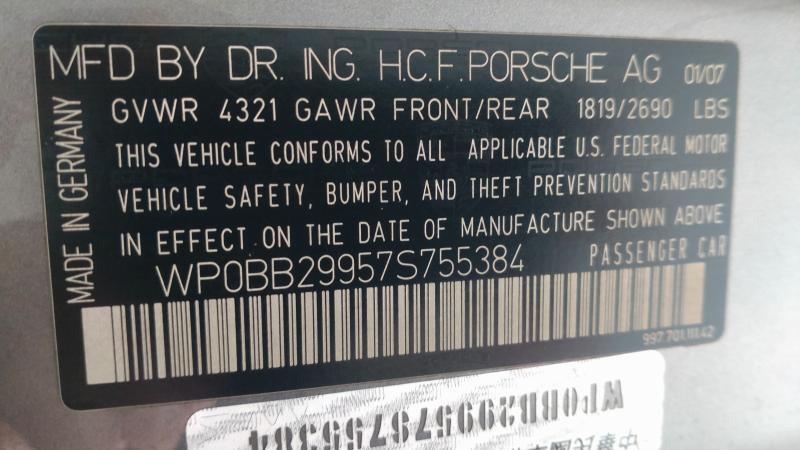 MFD BY DR. ING. H.C.F. PORSCHE AG 01/07
GVWR 4321 GAWR FRONT/REAR 1819/2690 LBS
THIS VEHICLE CONFORMS TO ALL APPLICABLE U.S. FEDERAL MOTOR
VEHICLE SAFETY, BUMPER, AND THEFT PREVENTION STANDARDS
IN EFFECT ON THE DATE OF MANUFACTURE SHOWN ABOVE
WP0BB29957S755384 PASSENGER CAR
MADE IN GERMANY
997.701.111.42
WP0BB29957S755384